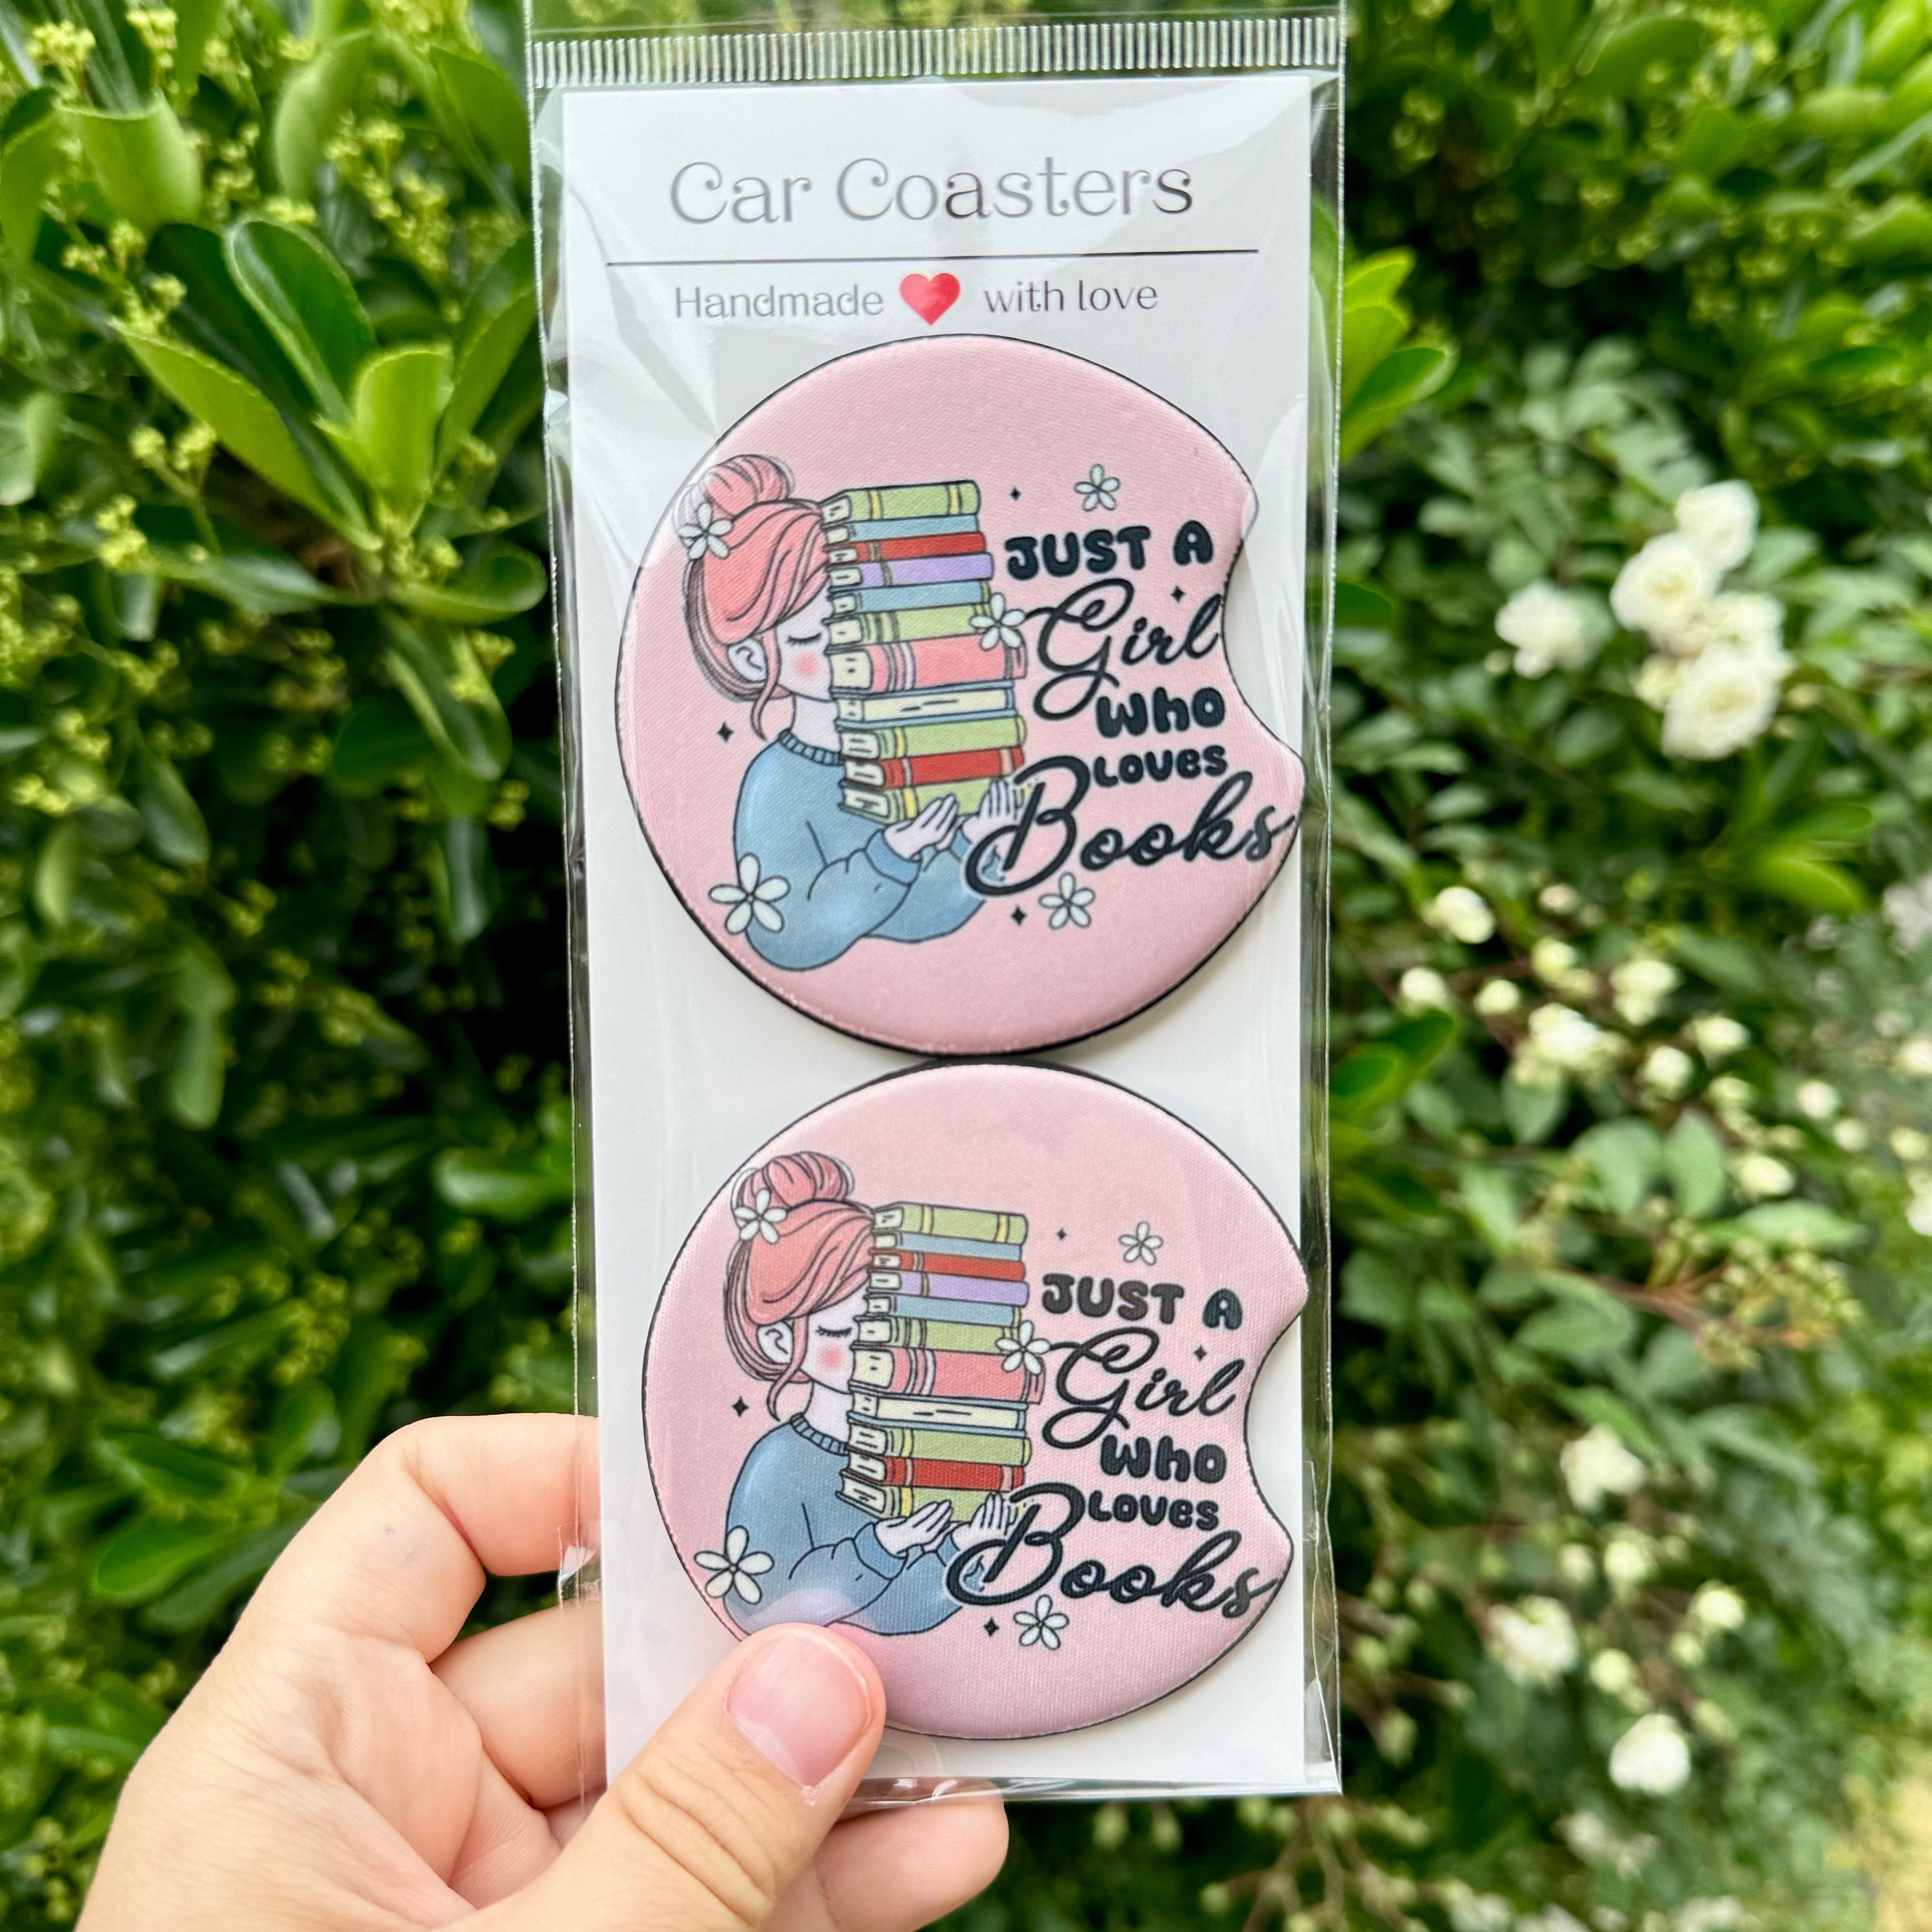 Car Coasters
Handmade with love
JUST A
Girl
WHO
LOVES
Books
JUST A
Girl
WHO
LOVES
Books